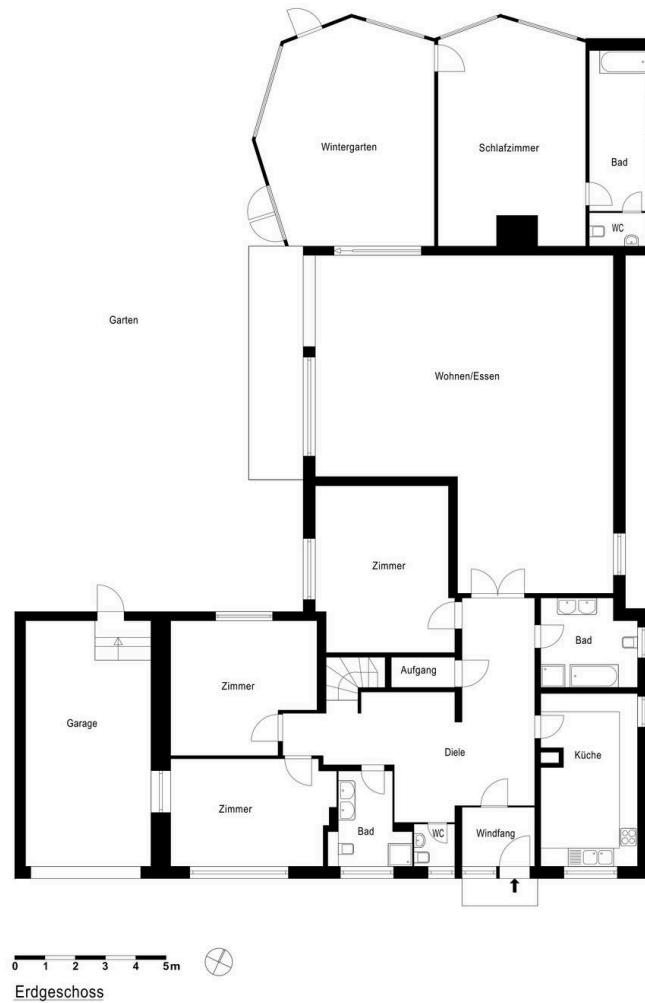 Wintergarten
Schlafzimmer
Bad
WC
Garten
Wohnen/Essen
Zimmer
Bad
Aufgang
Zimmer
Garage
Diele
Küche
Zimmer
Bad
WC
Windfang
0 1 2 3 4 5m
Erdgeschoss